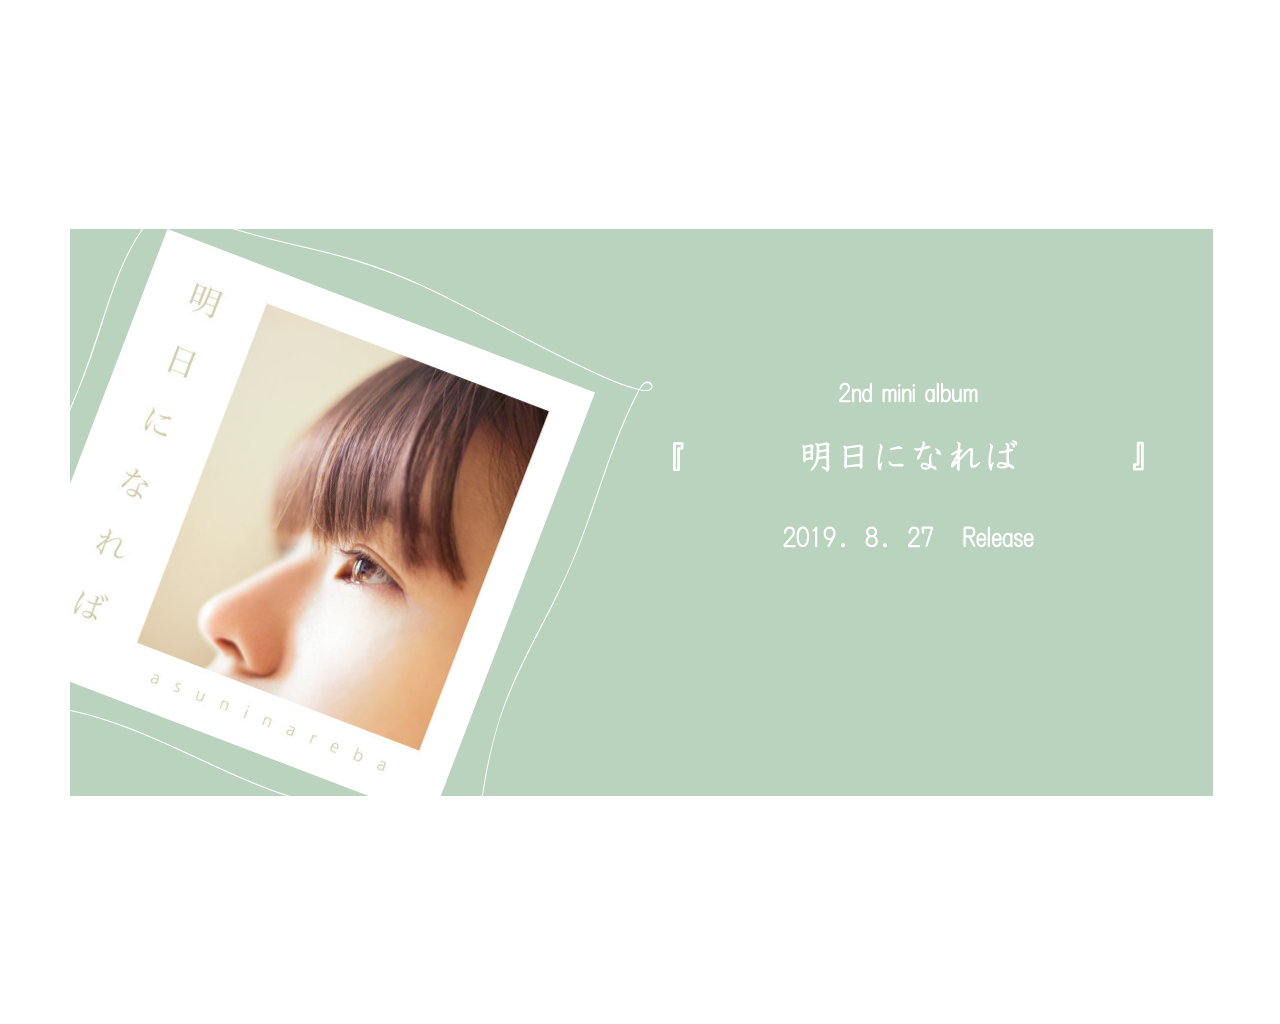 明日になれば
asuninareba
2nd mini album
『 明日になれば 』
2019. 8. 27 Release